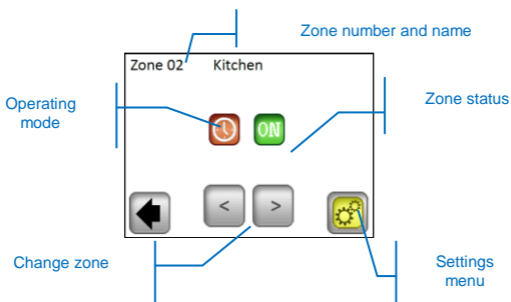 Zone number and name
Zone 02 Kitchen
Operating
mode
Zone status
ON
< >
Change zone
Settings
menu